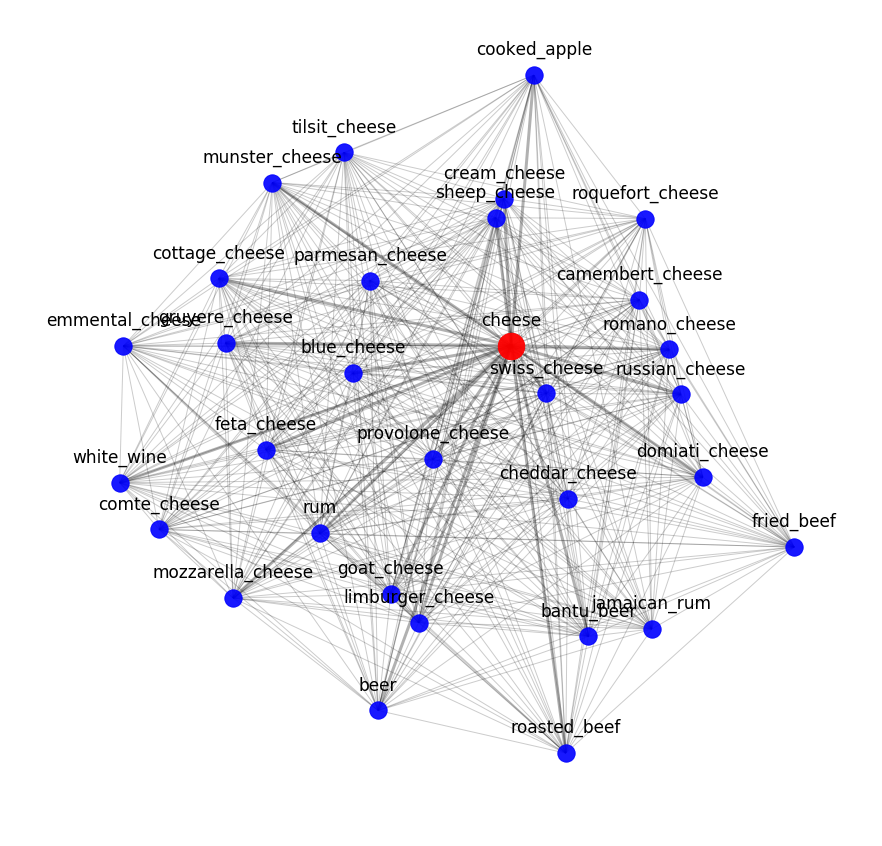 cooked_apple
tilsit_cheese
munster_cheese
cream_cheese
sheep_cheese
roquefort_cheese
cottage_cheese
parmesan_cheese
camembert_cheese
emmental_cheese
gruyere_cheese
cheese
romano_cheese
blue_cheese
swiss_cheese
russian_cheese
feta_cheese
provolone_cheese
white_wine
cheddar_cheese
domiati_cheese
comte_cheese
rum
fried_beef
mozzarella_cheese
goat_cheese
limburger_cheese
bantu_beer
jamaican_rum
beer
roasted_beef